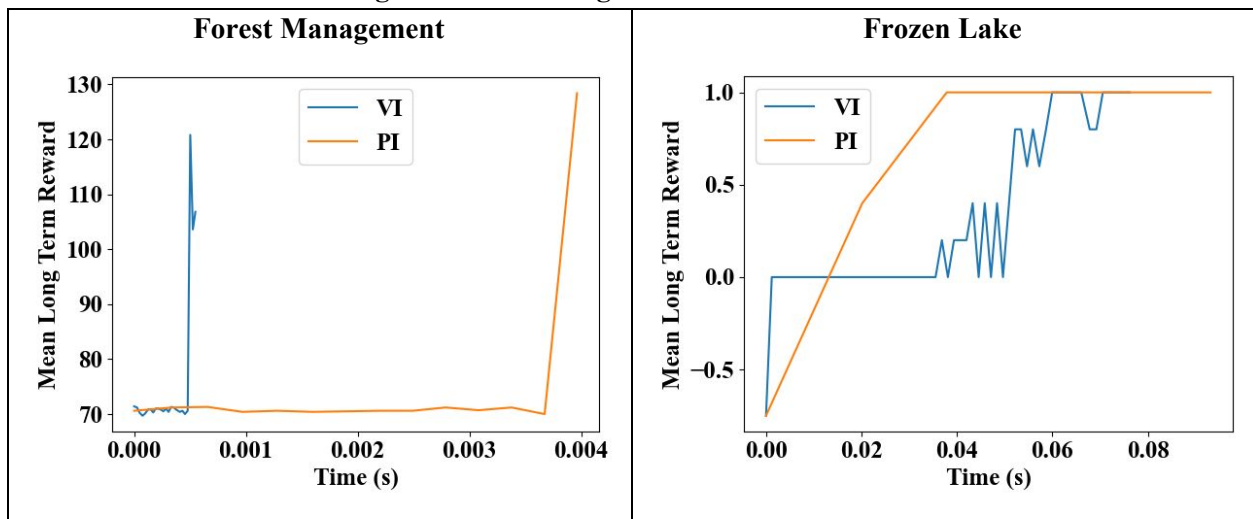 Forest Management
130
120
110
100
90
80
70
Mean Long Term Reward
VI
PI
0.000 0.001 0.002 0.003 0.004
Time (s)
Frozen Lake
1.0
0.5
0.0
−0.5
Mean Long Term Reward
VI
PI
0.00 0.02 0.04 0.06 0.08
Time (s)